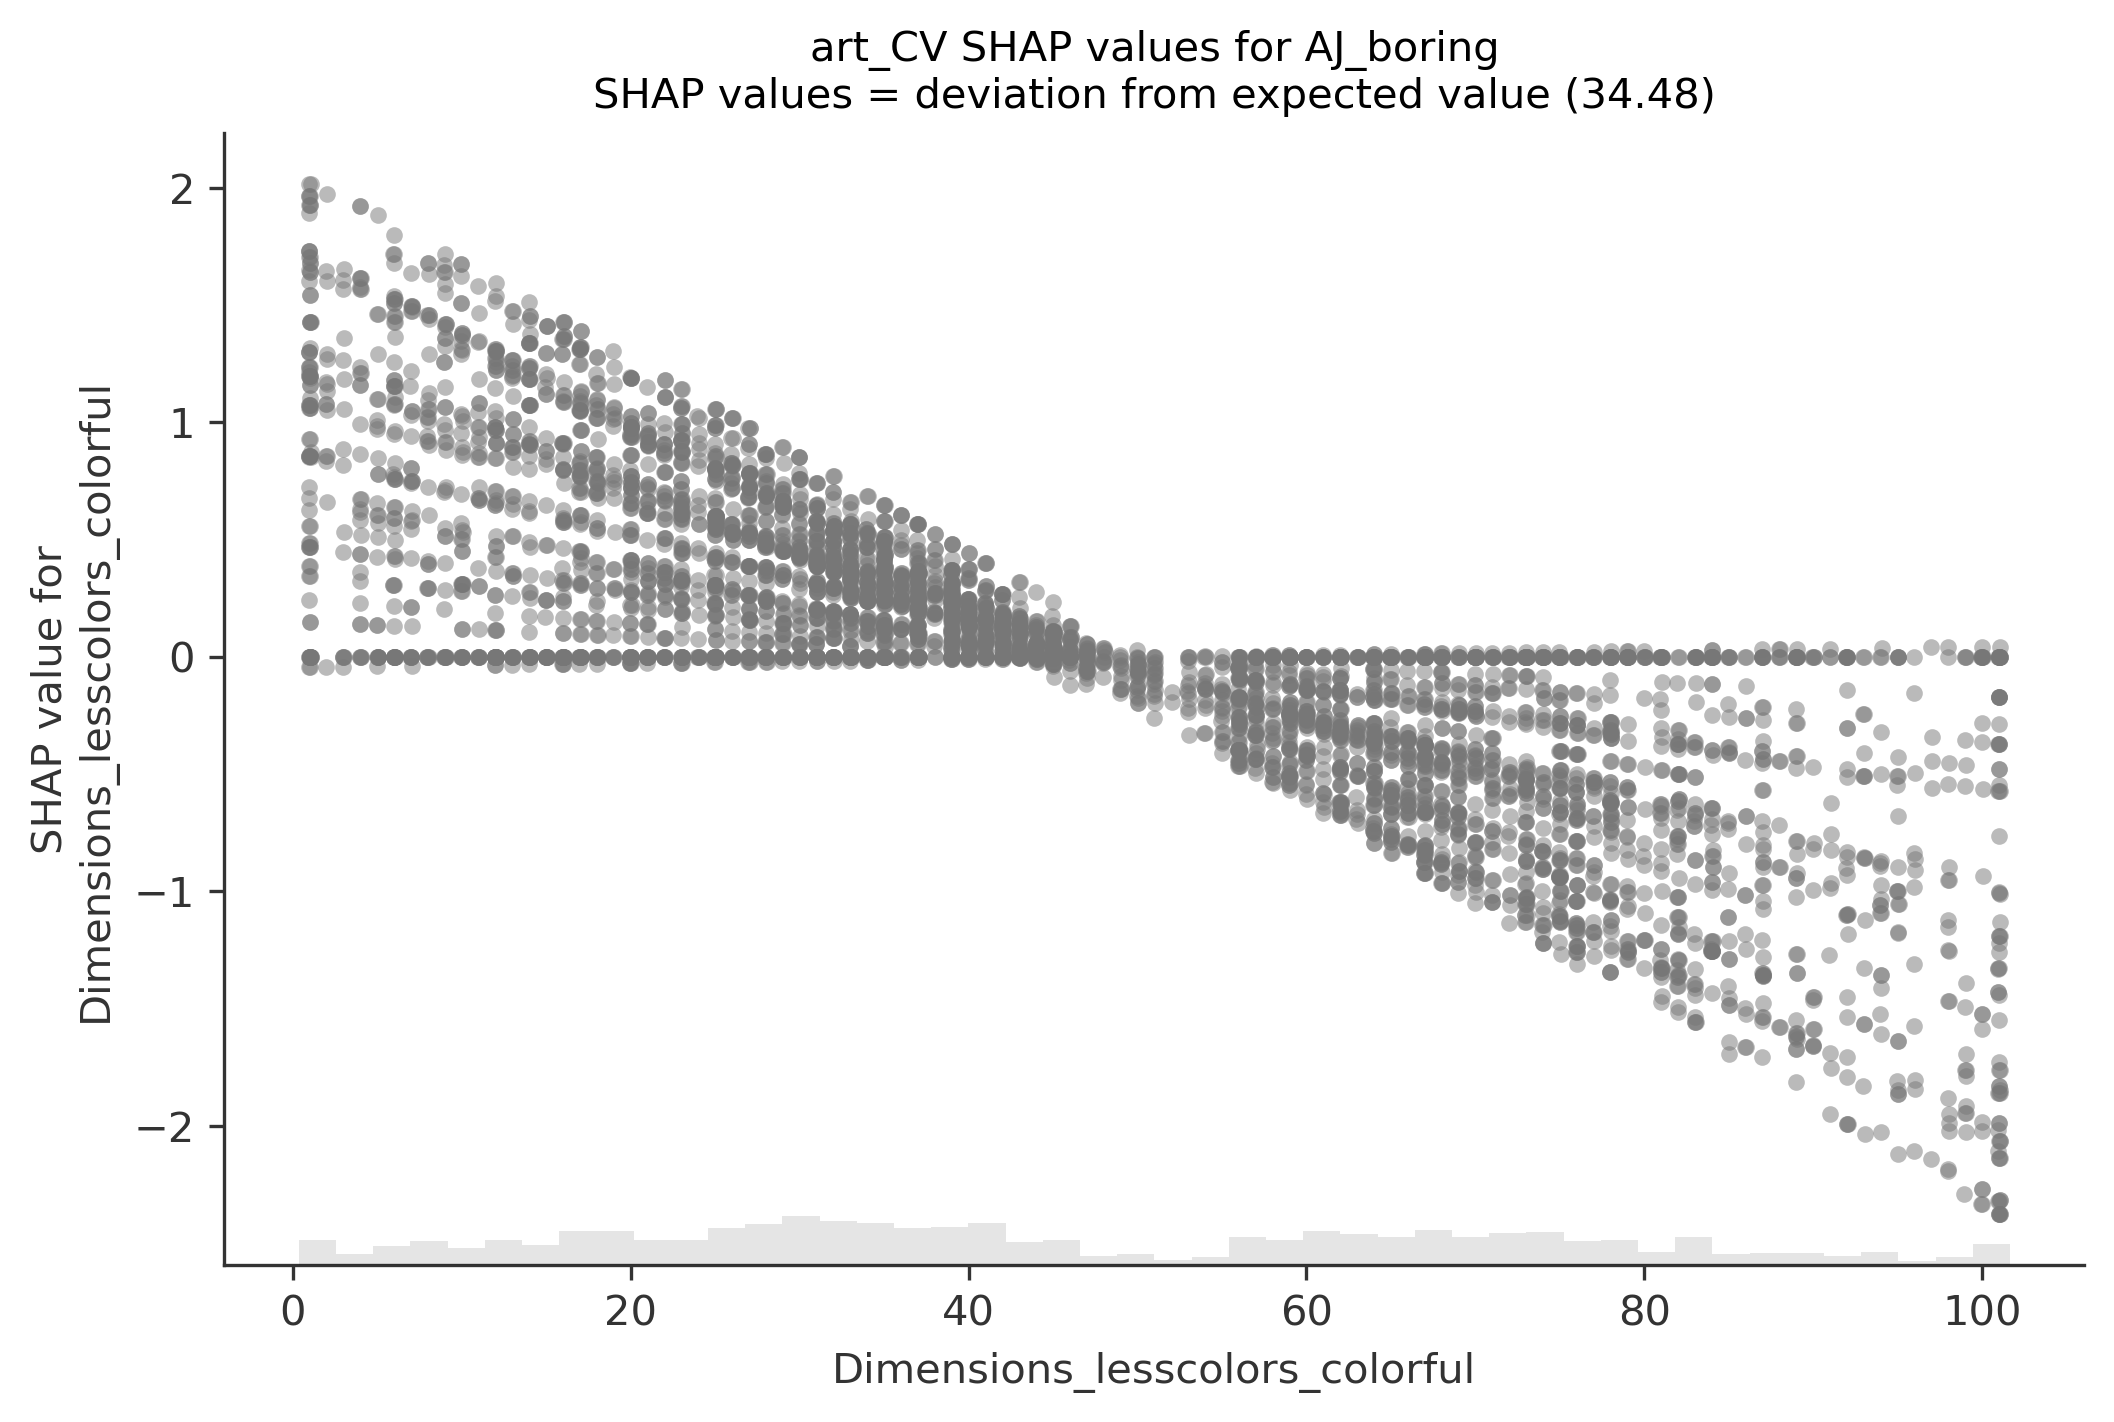 art_CV SHAP values for AJ_boring
SHAP values = deviation from expected value (34.48)
SHAP value for
Dimensions_lesscolors_colorful
2
1
0
−1
−2
0
20
40
60
80
100
Dimensions_lesscolors_colorful